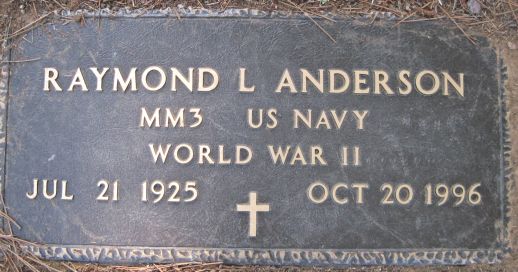 RAYMOND L ANDERSON
MM3 US NAVY
WORLD WAR II
JUL 21 1925 OCT 20 1996